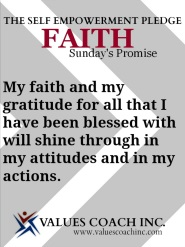 THE SELF EMPOWERMENT PLEDGE
FAITH
Sunday's Promise
My faith and my
gratitude for all that I
have been blessed with
will shine through in
my attitudes and in my
actions.
VALUES COACH INC.
www.valuescoachinc.com